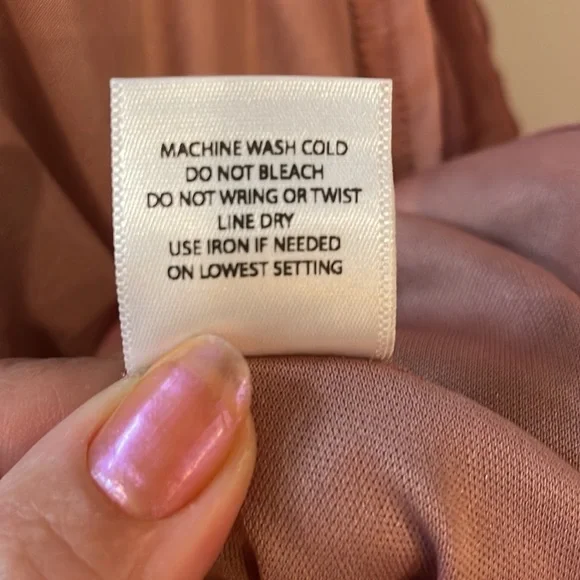 MACHINE WASH COLD
DO NOT BLEACH
DO NOT WRING OR TWIST
LINE DRY
USE IRON IF NEEDED
ON LOWEST SETTING